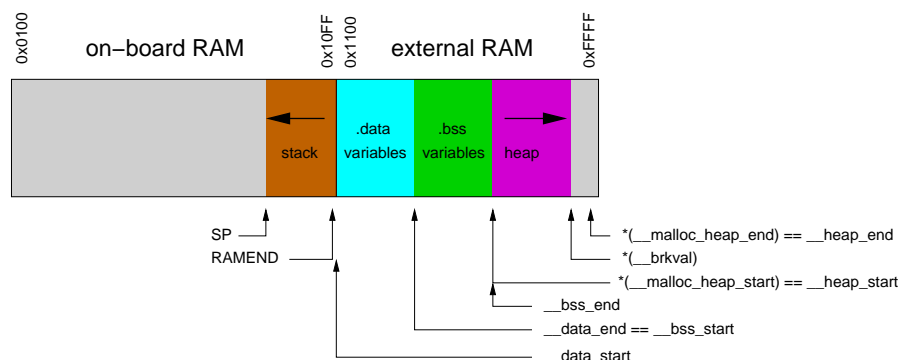 0x0100
on−board RAM
0x10FF
0x1100
external RAM
0xFFFF
stack
.data
variables
.bss
variables
heap
SP
RAMEND
*(__malloc_heap_end) == __heap_end
*(__brkval)
*(__malloc_heap_start) == __heap_start
__bss_end
__data_end == __bss_start
__data_start